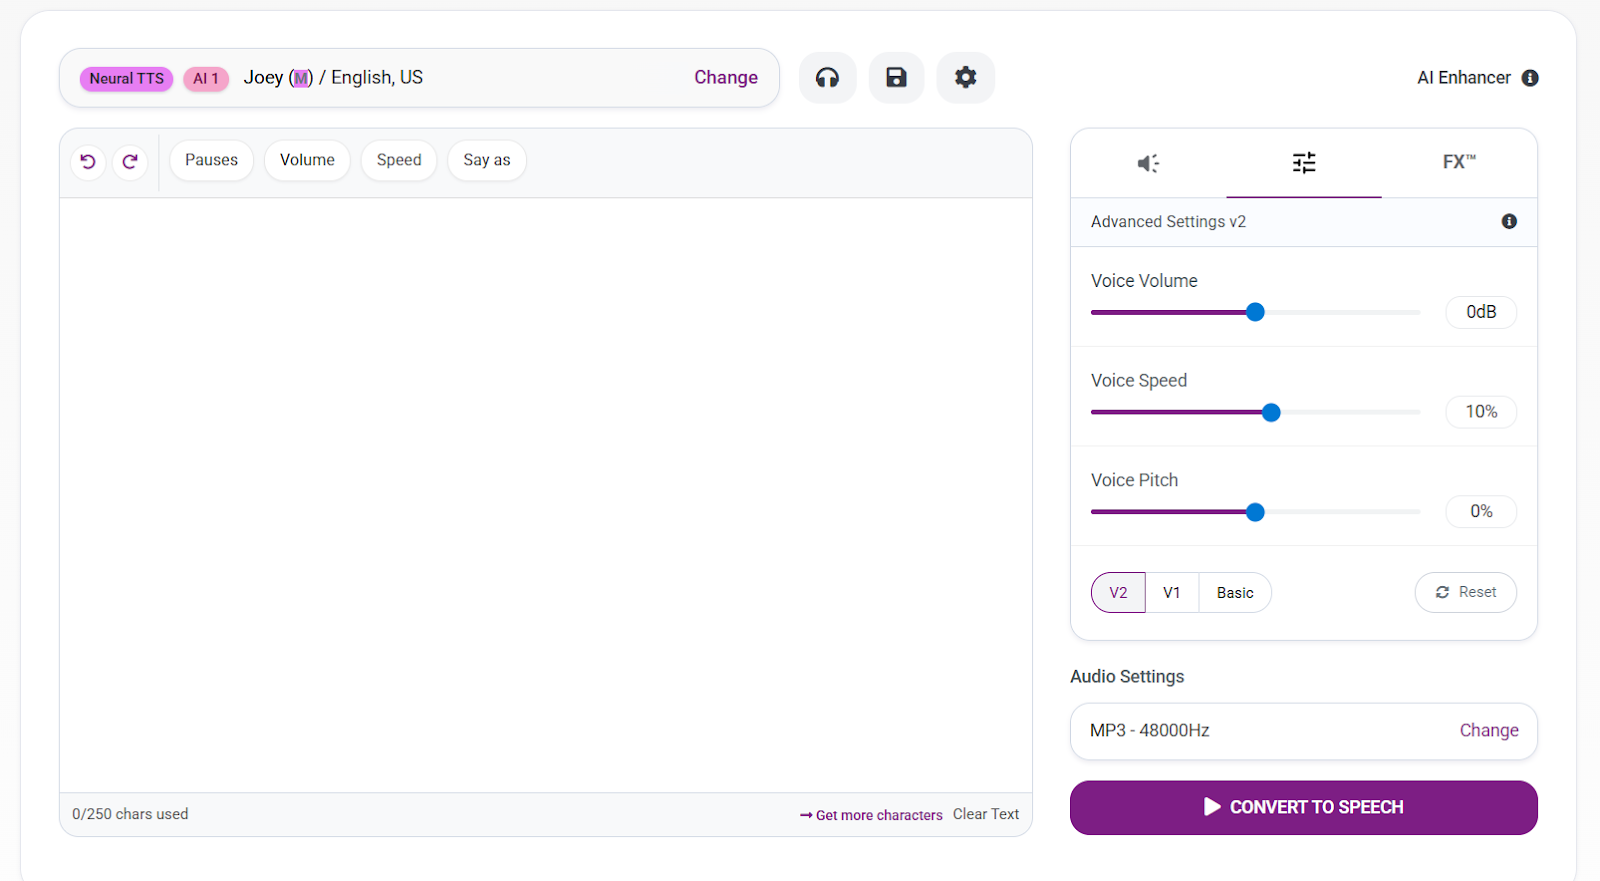 Neural TTS AI 1 Joey (M) / English, US Change
AI Enhancer
Pauses Volume Speed Say as
0/250 chars used Get more characters Clear Text
FX™
Advanced Settings v2
Voice Volume
0dB
Voice Speed
10%
Voice Pitch
0%
V2 V1 Basic Reset
Audio Settings
MP3 - 48000Hz Change
CONVERT TO SPEECH